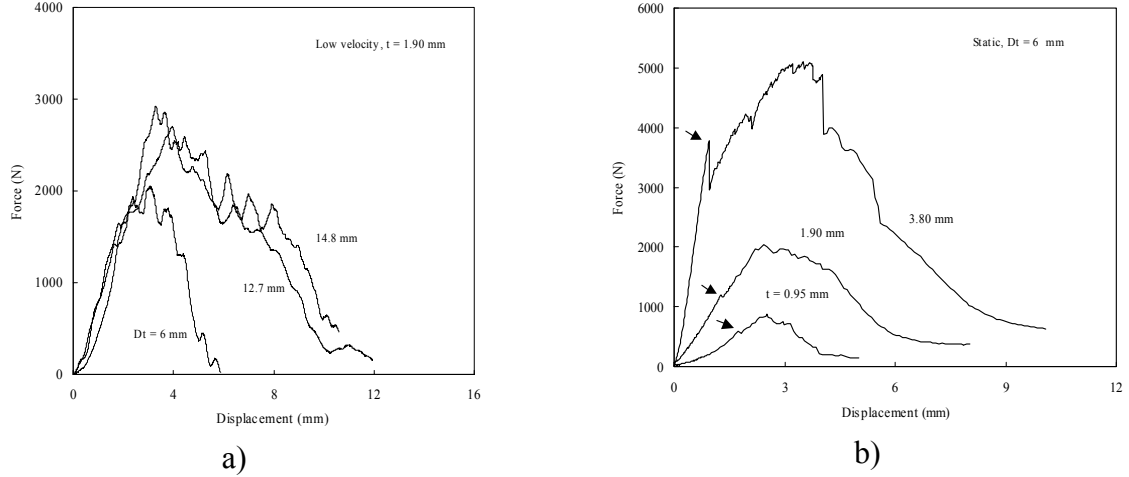 4000
3000
2000
1000
0
0
4
8
12
16
Force (N)
Displacement (mm)
Low velocity, t = 1.90 mm
14.8 mm
12.7 mm
Dt = 6 mm
a)
6000
5000
4000
3000
2000
1000
0
0
3
6
9
12
Force (N)
Displacement (mm)
Static, Dt = 6 mm
3.80 mm
1.90 mm
t = 0.95 mm
b)